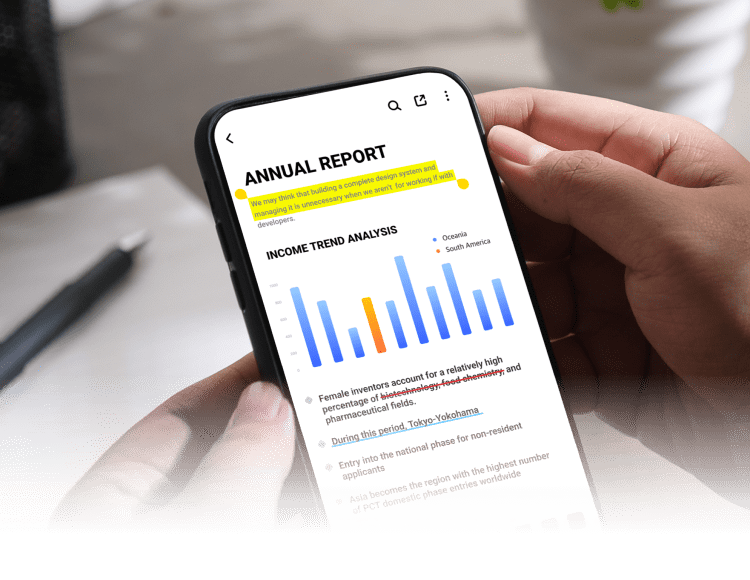 ANNUAL REPORT
We may think that building a complete design system and
managing it is unnecessary when we aren't for working if with
developers.
INCOME TREND ANALYSIS
Oceania
South America
Female inventors account for a relatively high
percentage of biotechnology, food chemistry, and
pharmaceutical fields.
During this period, Tokyo-Yokohama
Entry into the national phase for non-resident
applicants
Asia becomes the region with the highest number
of PCT domestic phase entries worldwide